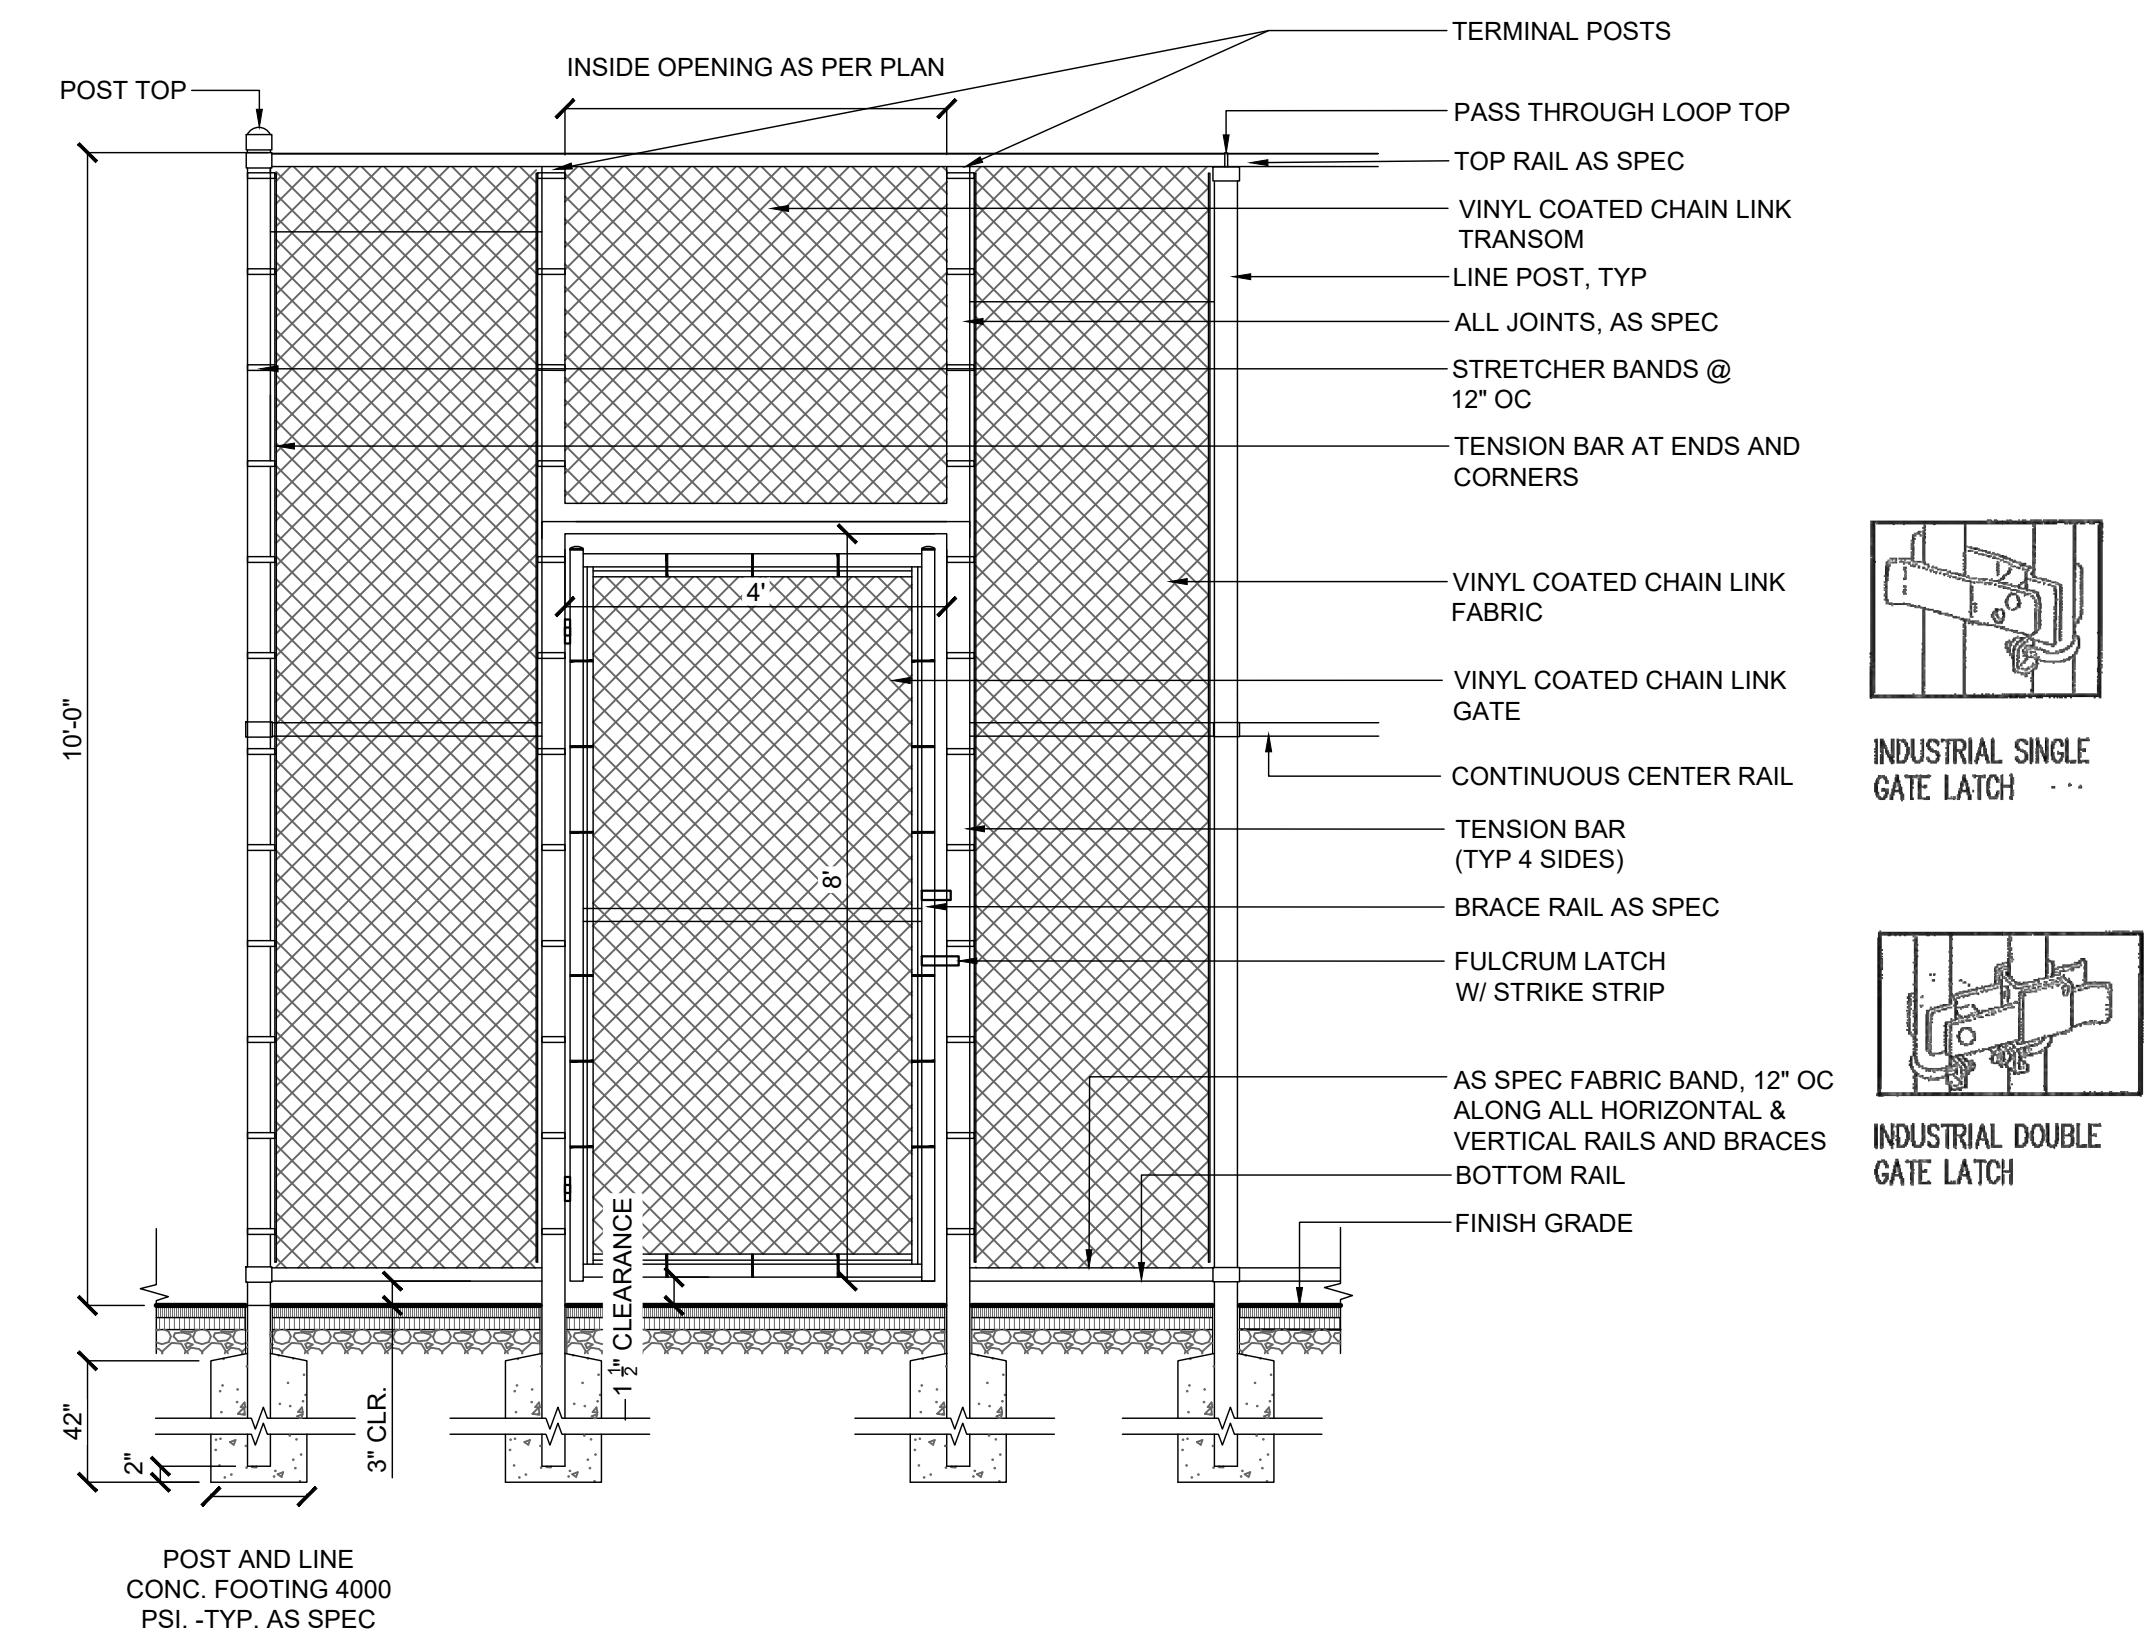 TERMINAL POSTS
INSIDE OPENING AS PER PLAN
POST TOP
PASS THROUGH LOOP TOP
TOP RAIL AS SPEC
VINYL COATED CHAIN LINK
TRANSOM
LINE POST, TYP
ALL JOINTS, AS SPEC
STRETCHER BANDS @
12" OC
TENSION BAR AT ENDS AND
CORNERS
VINYL COATED CHAIN LINK
FABRIC
4'
VINYL COATED CHAIN LINK
GATE
10'-0"
INDUSTRIAL SINGLE
GATE LATCH
CONTINUOUS CENTER RAIL
TENSION BAR
(TYP 4 SIDES)
8'
BRACE RAIL AS SPEC
FULCRUM LATCH
W/ STRIKE STRIP
AS SPEC FABRIC BAND, 12" OC
ALONG ALL HORIZONTAL &
VERTICAL RAILS AND BRACES
INDUSTRIAL DOUBLE
GATE LATCH
BOTTOM RAIL
FINISH GRADE
1 1/2" CLEARANCE
42"
2"
3" CLR.
POST AND LINE
CONC. FOOTING 4000
PSI. -TYP. AS SPEC